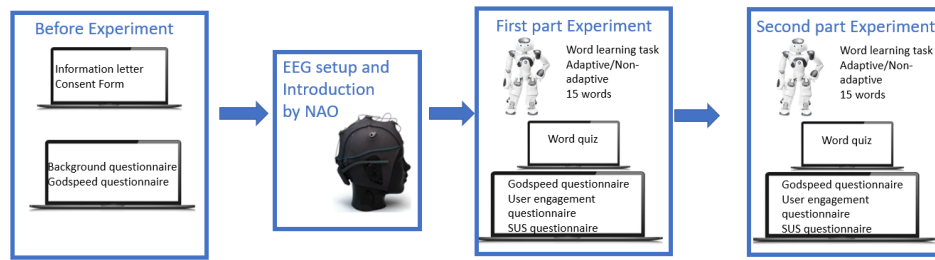 Before Experiment
Information letter
Consent Form
Background questionnaire
Godspeed questionnaire
EEG setup and
Introduction
by NAO
First part Experiment
Word learning task
Adaptive/Non-
adaptive
15 words
Word quiz
Godspeed questionnaire
User engagement
questionnaire
SUS questionnaire
Second part Experiment
Word learning task
Adaptive/Non-
adaptive
15 words
Word quiz
Godspeed questionnaire
User engagement
questionnaire
SUS questionnaire